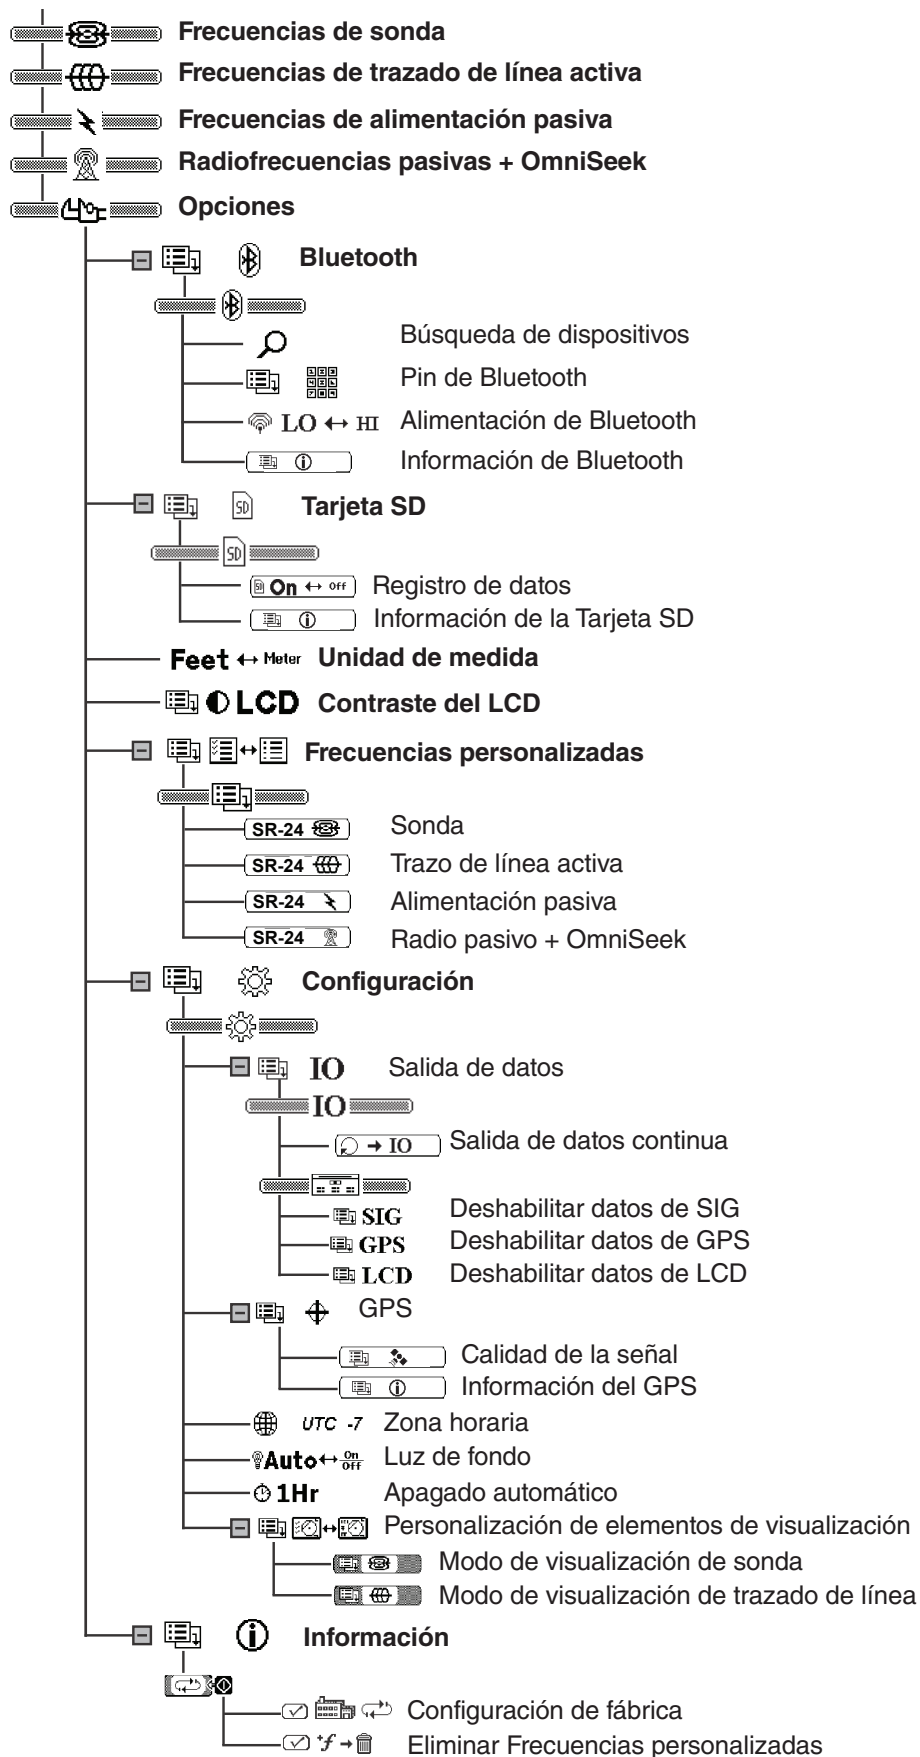 Frecuencias de sonda
Frecuencias de trazado de línea activa
Frecuencias de alimentación pasiva
Radiofrecuencias pasivas + OmniSeek
Opciones
Bluetooth
Búsqueda de dispositivos
Pin de Bluetooth
LO ↔ HI Alimentación de Bluetooth
Información de Bluetooth
SD Tarjeta SD
SD
On ↔ Off Registro de datos
Información de la Tarjeta SD
Feet ↔ Meter Unidad de medida
LCD Contraste del LCD
Frecuencias personalizadas
SR-24 Sonda
SR-24 Trazo de línea activa
SR-24 Alimentación pasiva
SR-24 Radio pasivo + OmniSeek
Configuración
IO Salida de datos
IO
→ IO Salida de datos continua
SIG Deshabilitar datos de SIG
GPS Deshabilitar datos de GPS
LCD Deshabilitar datos de LCD
GPS
Calidad de la señal
Información del GPS
UTC -7 Zona horaria
Auto ↔ On Off Luz de fondo
1Hr Apagado automático
Personalización de elementos de visualización
Modo de visualización de sonda
Modo de visualización de trazado de línea
Información
Configuración de fábrica
+f → Eliminar Frecuencias personalizadas